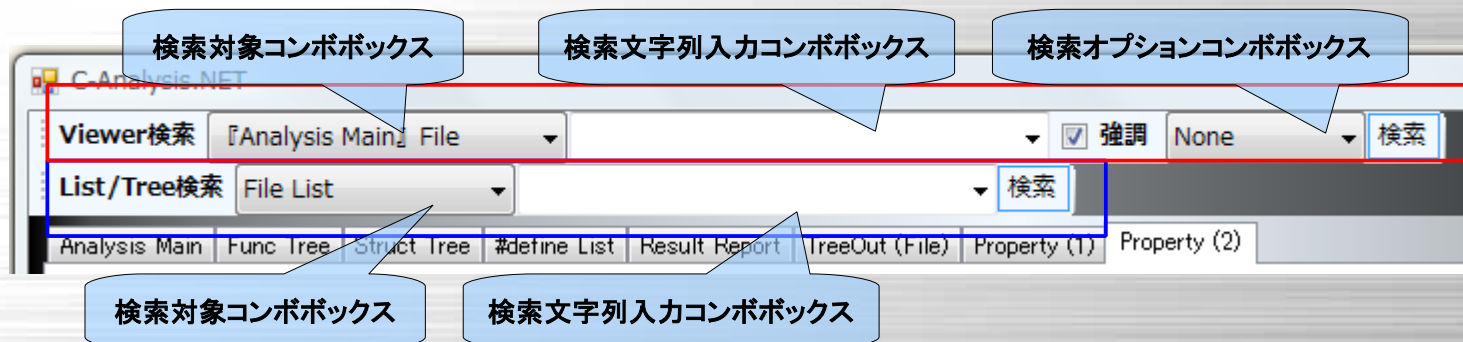 検索対象コンボボックス 検索文字列入力コンボボックス 検索オプションコンボボックス
C-Analysis.NET
Viewer検索 『Analysis Main』 File 強調 None 検索
List/Tree検索 File List 検索
Analysis Main Func Tree Struct Tree #define List Result Report TreeOut (File) Property (1) Property (2)
検索対象コンボボックス 検索文字列入力コンボボックス